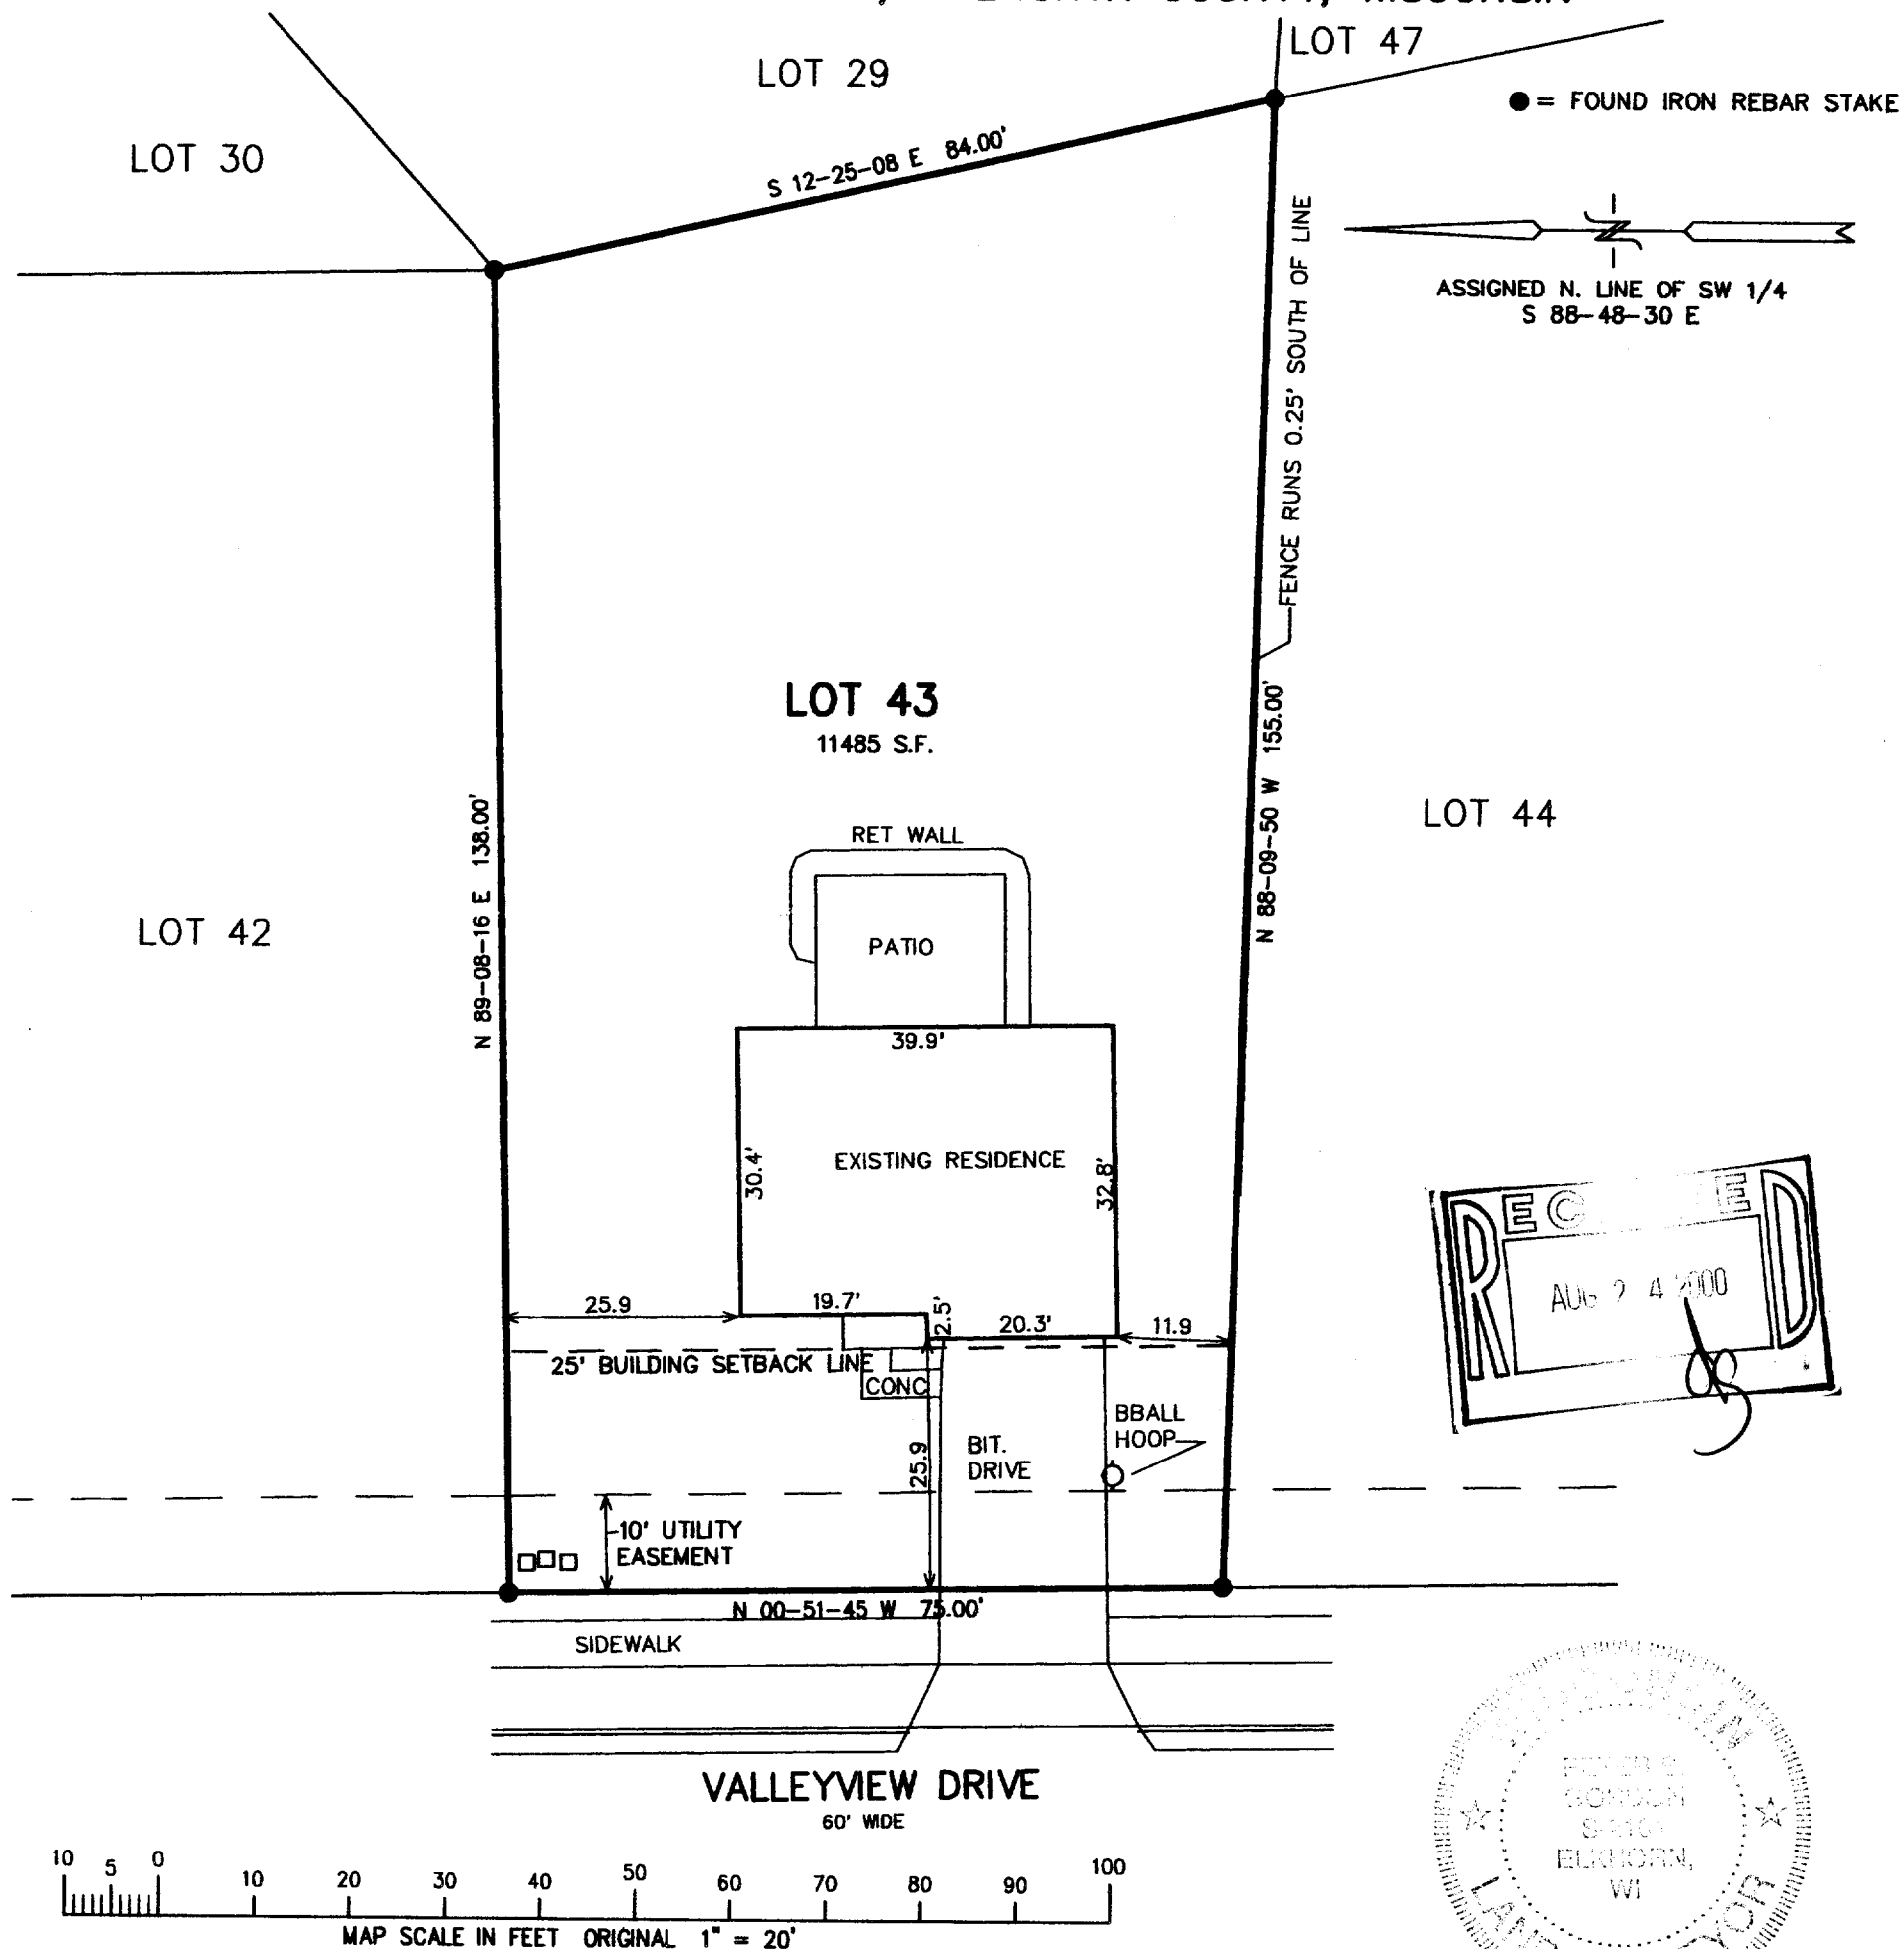 COUNTY, WISCONSIN
LOT 47
LOT 29
● = FOUND IRON REBAR STAKE
LOT 30
S 12-25-08 E 84.00'
ASSIGNED N. LINE OF SW 1/4
S 88-48-30 E
FENCE RUNS 0.25' SOUTH OF LINE
LOT 43
11485 S.F.
N 89-08-16 E 138.00'
N 88-09-50 W 155.00'
LOT 44
RET WALL
LOT 42
PATIO
39.9'
EXISTING RESIDENCE
30.4'
32.8'
25.9
19.7'
2.5'
20.3'
11.9
25' BUILDING SETBACK LINE
CONC
25.9
BIT.
DRIVE
BBALL
HOOP
10' UTILITY
EASEMENT
N 00-51-45 W 75.00'
SIDEWALK
VALLEYVIEW DRIVE
60' WIDE
10 5 0 10 20 30 40 50 60 70 80 90 100
MAP SCALE IN FEET ORIGINAL 1" = 20'
AUG 2 4 2000
GORDON
ELKHORN,
WI